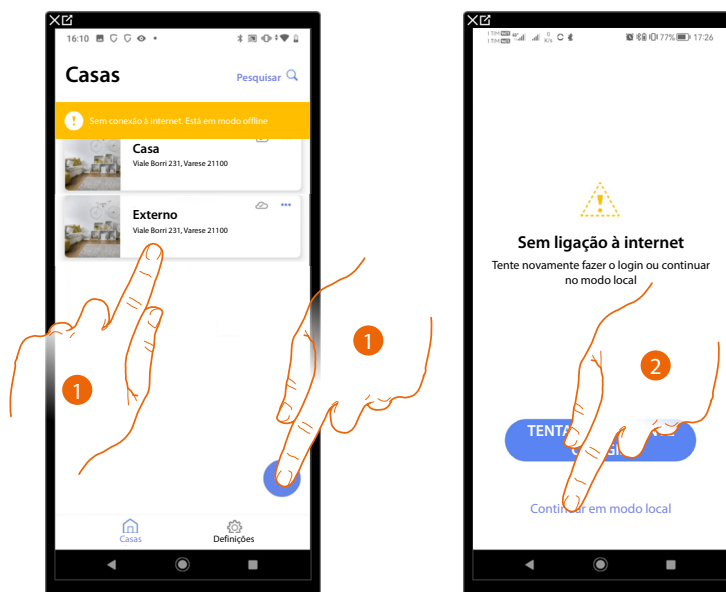 16:10
Casas
Pesquisar
Sem conexão à internet. Está em modo offline
Casa
Viale Borri 231, Varese 21100
Externo
Viale Borri 231, Varese 21100
1
1
Casas
Definições
77% 17:26
Sem ligação à internet
Tente novamente fazer o login ou continuar
no modo local
2
Continuar em modo local